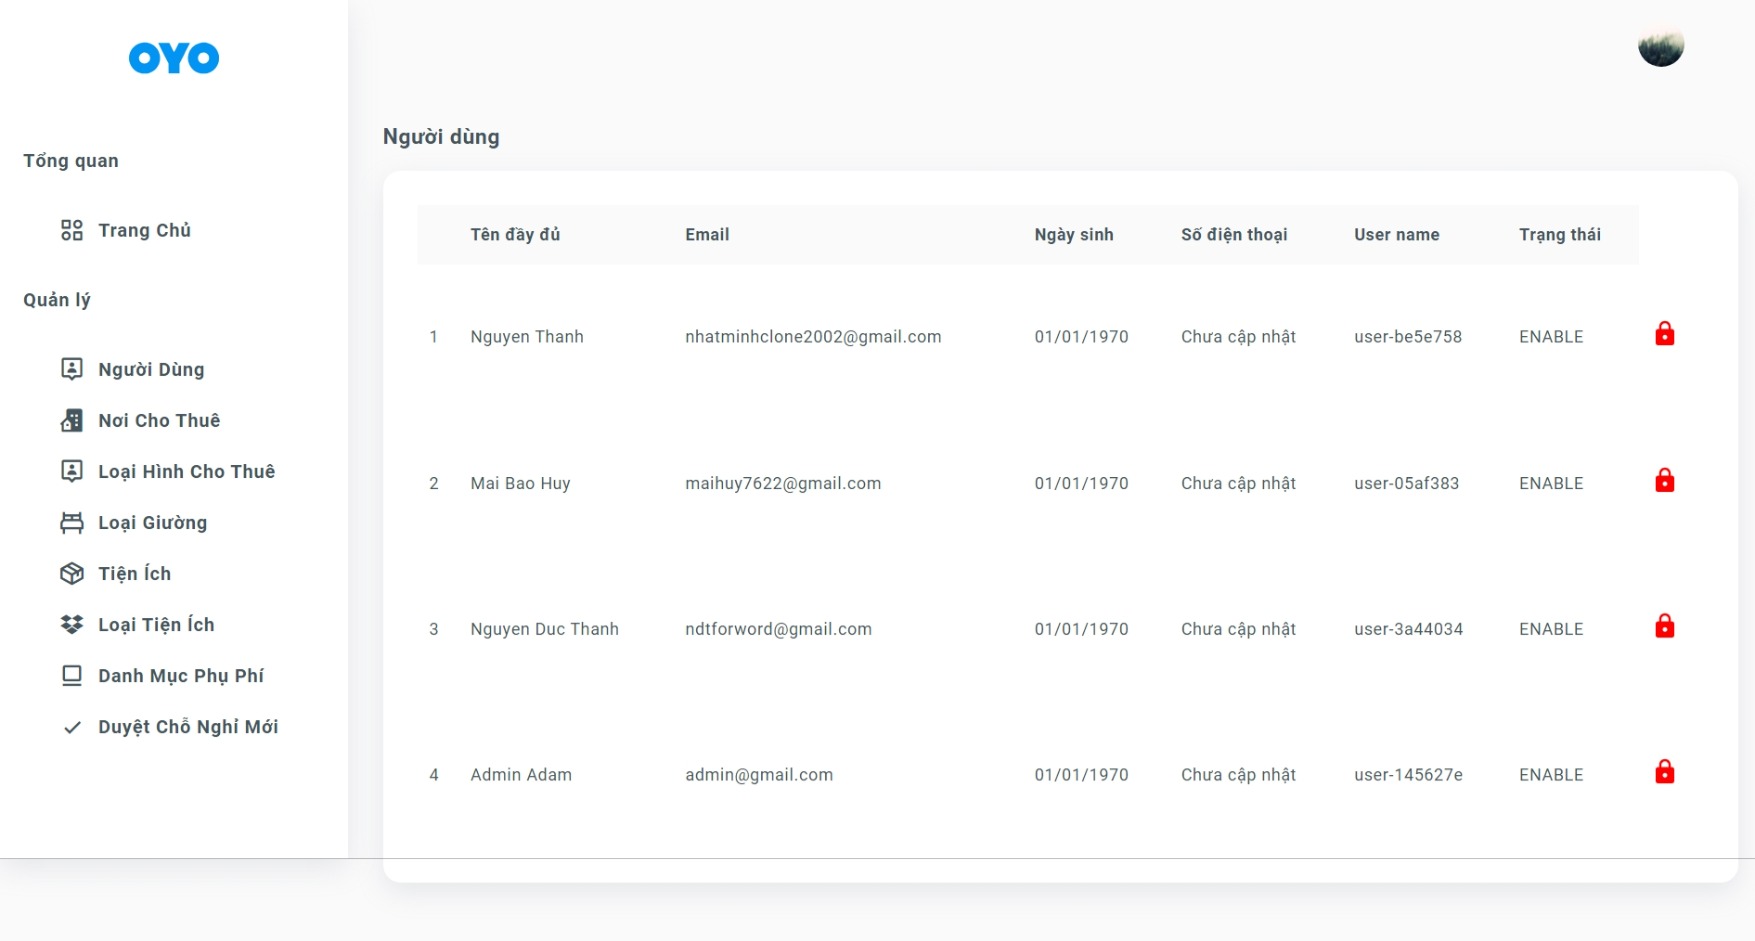 OYO
Tổng quan
Trang Chủ
Quản lý
Người Dùng
Nơi Cho Thuê
Loại Hình Cho Thuê
Loại Giường
Tiện Ích
Loại Tiện Ích
Danh Mục Phụ Phí
Duyệt Chỗ Nghỉ Mới
Người dùng
Tên đầy đủ Email Ngày sinh Số điện thoại User name Trạng thái
1 Nguyen Thanh nhatminhclone2002@gmail.com 01/01/1970 Chưa cập nhật user-be5e758 ENABLE
2 Mai Bao Huy maihuy7622@gmail.com 01/01/1970 Chưa cập nhật user-05af383 ENABLE
3 Nguyen Duc Thanh ndtforword@gmail.com 01/01/1970 Chưa cập nhật user-3a44034 ENABLE
4 Admin Adam admin@gmail.com 01/01/1970 Chưa cập nhật user-145627e ENABLE